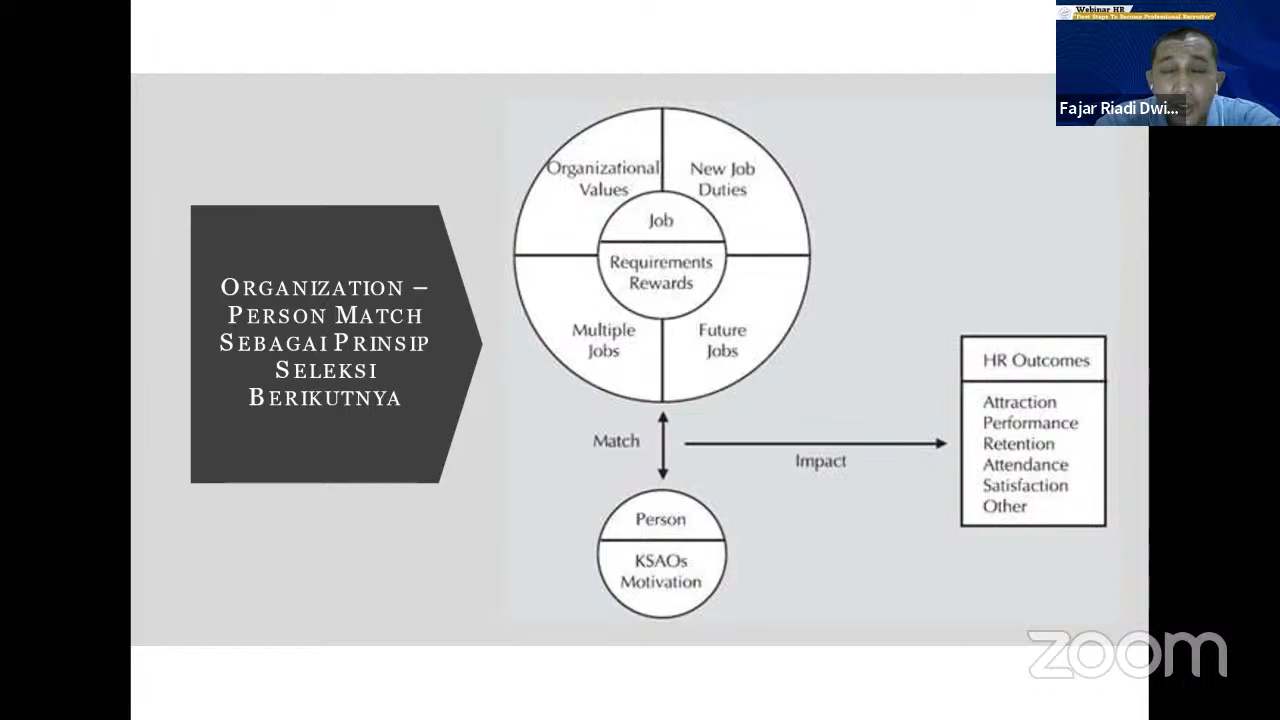 Webinar HR
"First Steps To Become Professional Recruiter"
Fajar Riadi Dwi...
ORGANIZATION –
PERSON MATCH
SEBAGAI PRINSIP
SELEKSI
BERIKUTNYA
Organizational
Values
New Job
Duties
Job
Requirements
Rewards
Multiple
Jobs
Future
Jobs
Match
Impact
Person
KSAOs
Motivation
HR Outcomes
Attraction
Performance
Retention
Attendance
Satisfaction
Other
zoom